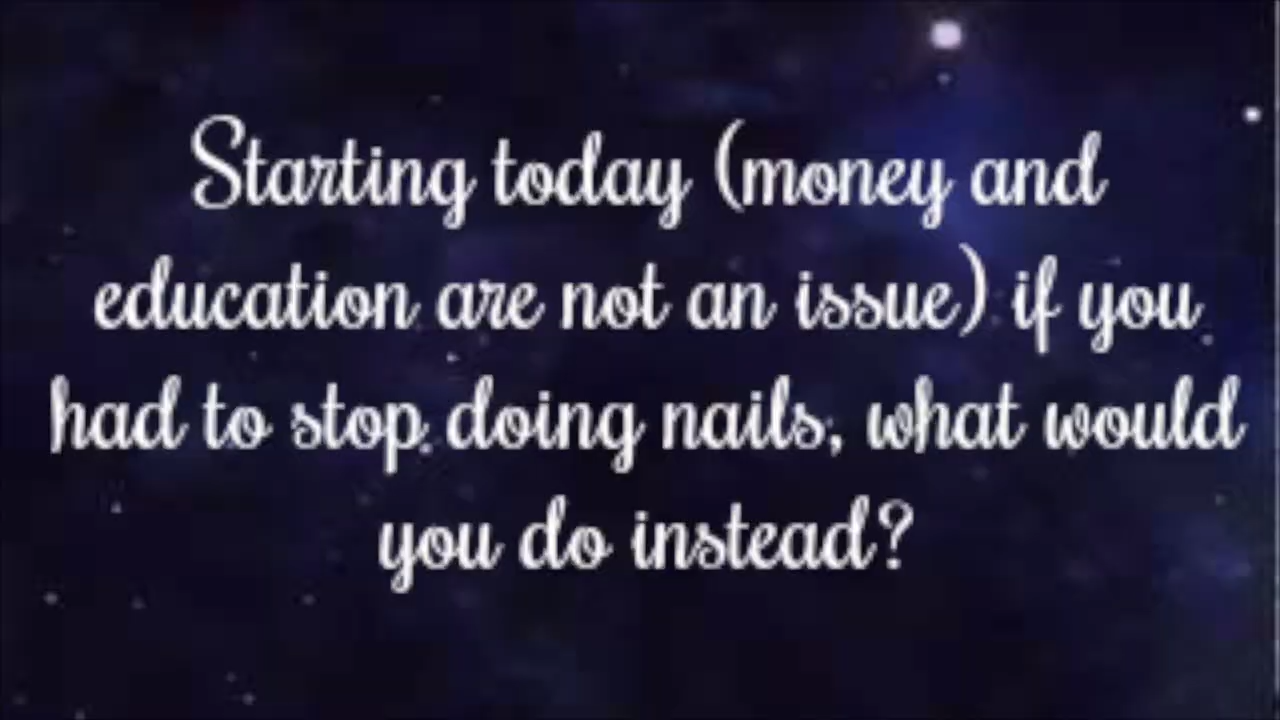 Starting today (money and
education are not an issue) if you
had to stop doing nails, what would
you do instead?